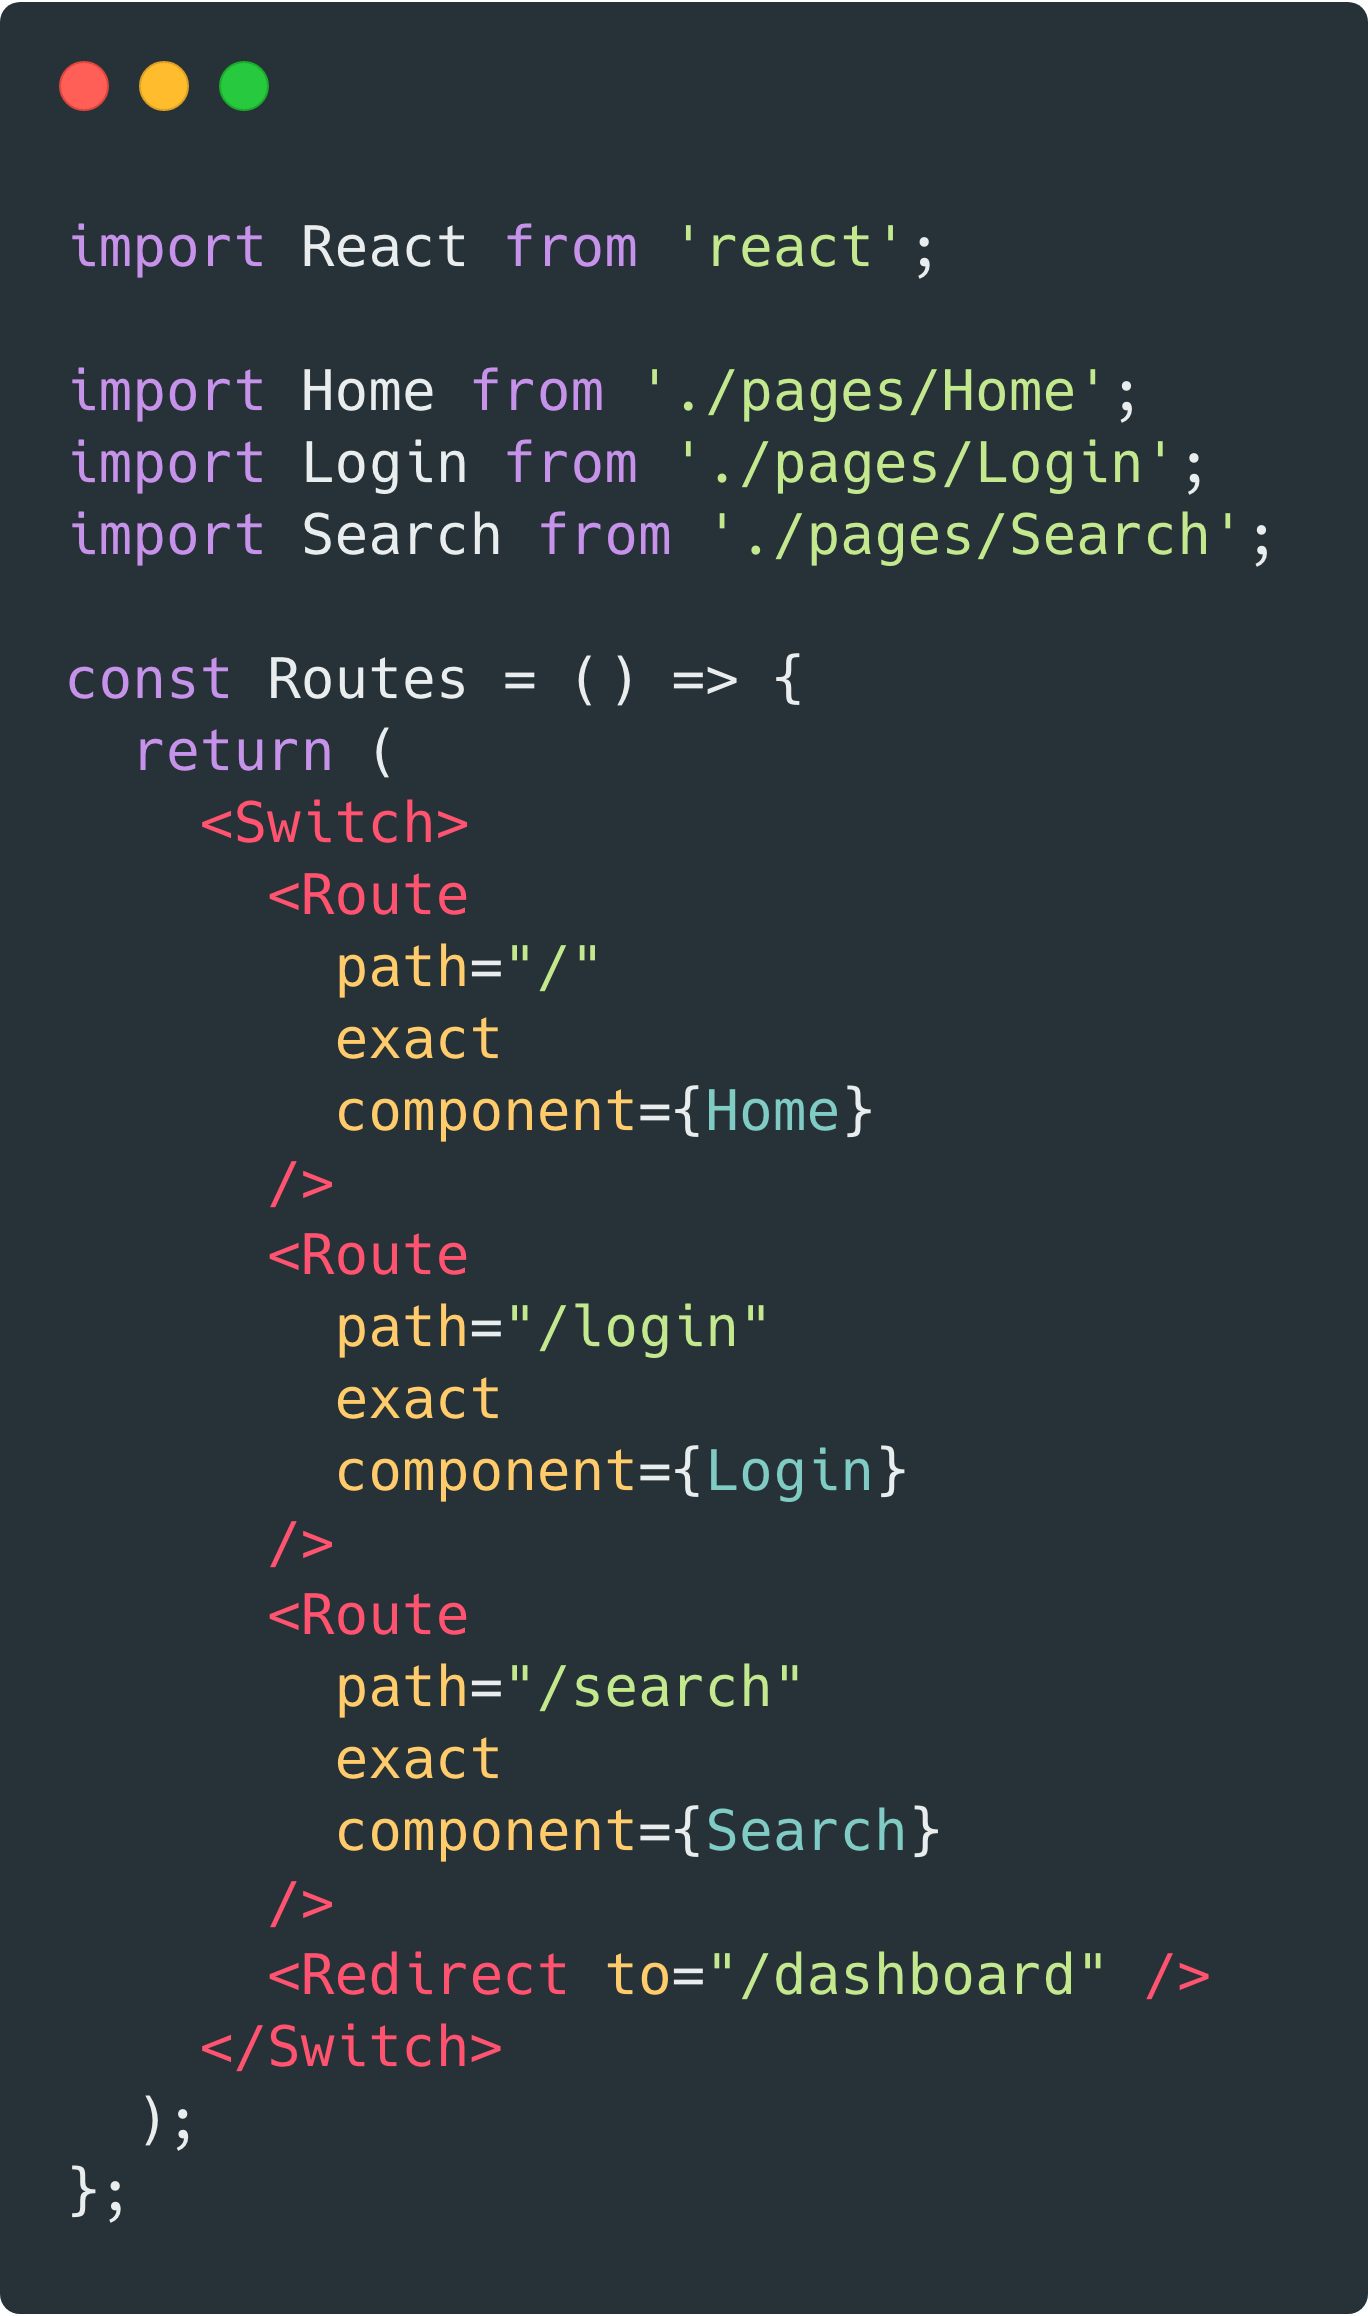 import React from 'react';

import Home from './pages/Home';
import Login from './pages/Login';
import Search from './pages/Search';

const Routes = () => {
  return (
    <Switch>
      <Route
        path="/"
        exact
        component={Home}
      />
      <Route
        path="/login"
        exact
        component={Login}
      />
      <Route
        path="/search"
        exact
        component={Search}
      />
      <Redirect to="/dashboard" />
    </Switch>
  );
};